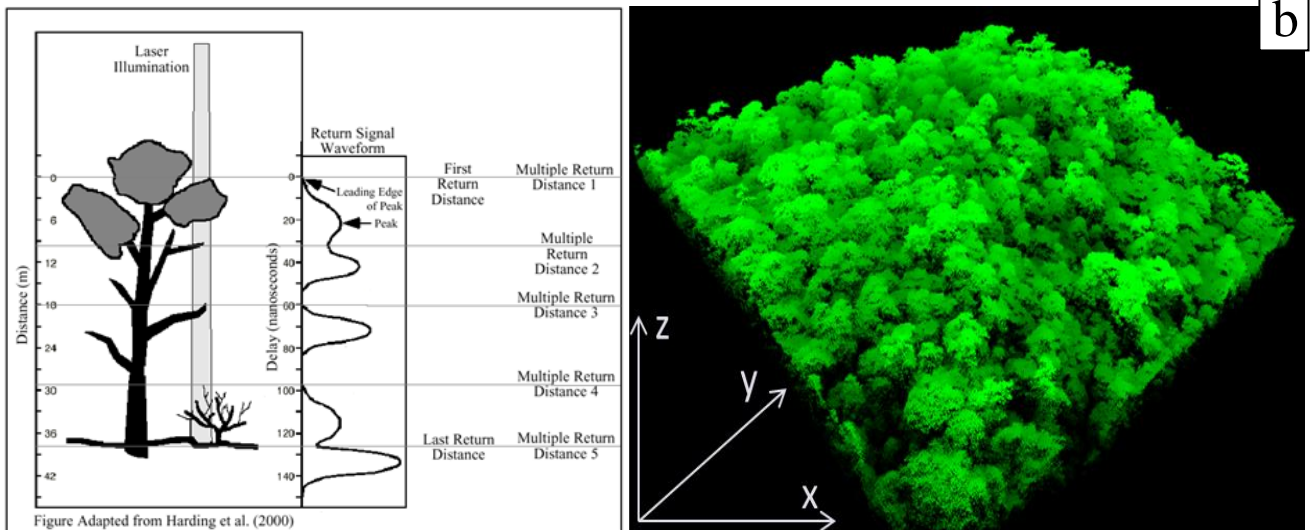 b
Laser
Illumination
Return Signal
Waveform
First
Return
Distance
Multiple Return
Distance 1
Leading Edge
of Peak
Peak
Multiple
Return
Distance 2
Multiple Return
Distance 3
Multiple Return
Distance 4
Last Return
Distance
Multiple Return
Distance 5
Distance (m)
0
6
12
18
24
30
36
42
Delay (nanoseconds)
0
20
40
60
80
100
120
140
Figure Adapted from Harding et al. (2000)
z
y
x